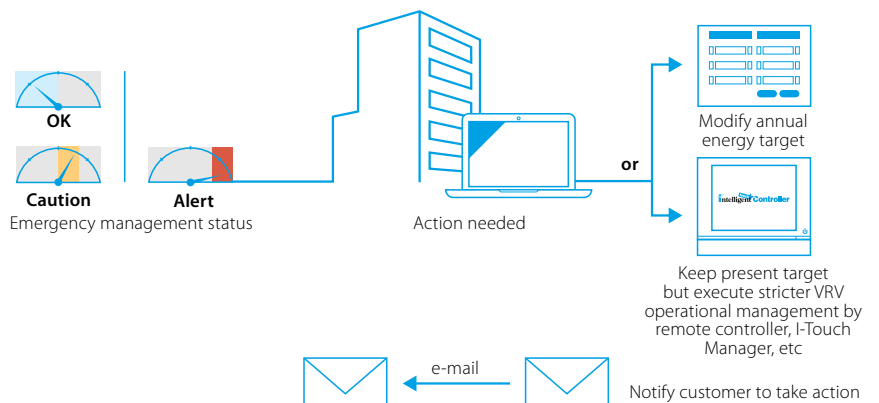 OK
Caution
Alert
Emergency management status
Action needed
or
Modify annual
energy target
intelligent Controller
Keep present target
but execute stricter VRV
operational management by
remote controller, I-Touch
Manager, etc
e-mail
Notify customer to take action